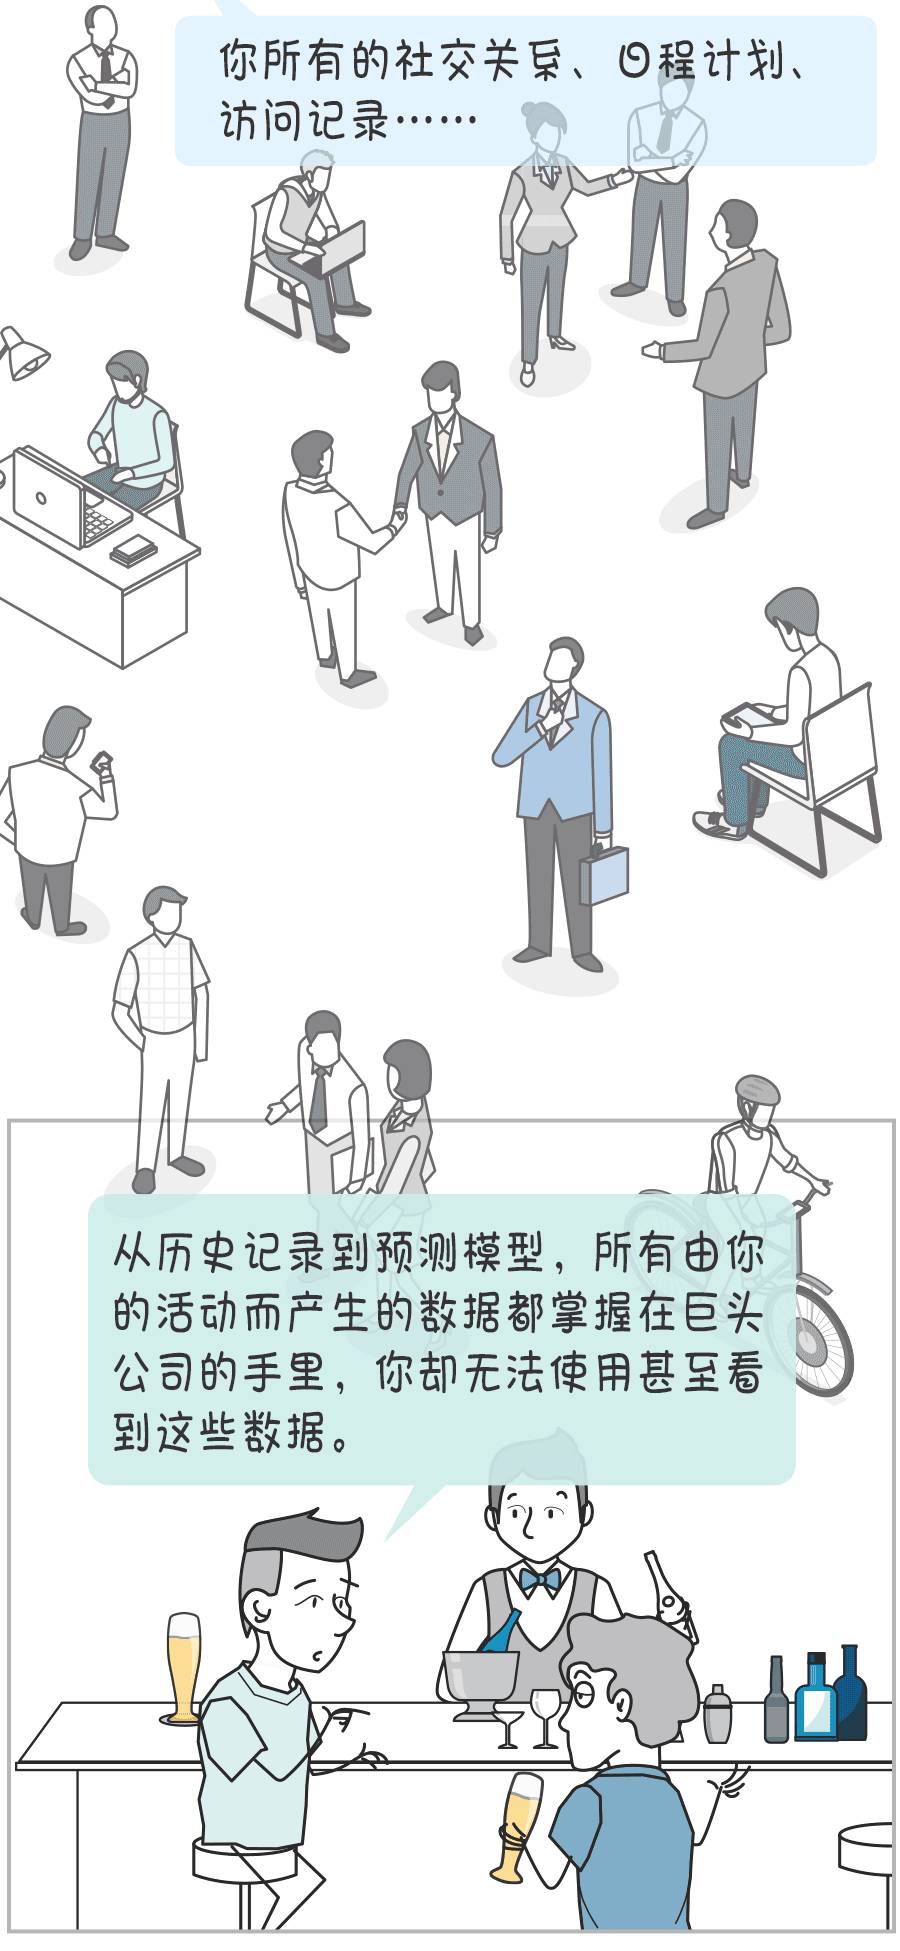 你所有的社交关系、日程计划、
访问记录……
从历史记录到预测模型，所有由你
的活动而产生的数据都掌握在巨头
公司的手里，你却无法使用甚至看
到这些数据。